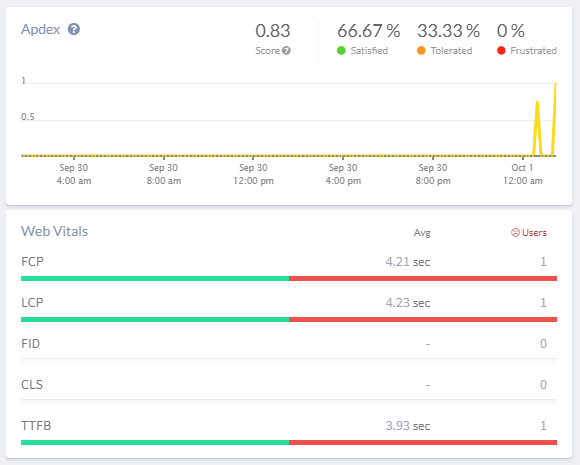 Apdex ?
0.83 66.67 % 33.33 % 0 %
Score ? Satisfied Tolerated Frustrated
1
0.5
Sep 30 Sep 30 Sep 30 Sep 30 Sep 30 Oct 1
4:00 am 8:00 am 12:00 pm 4:00 pm 8:00 pm 12:00 am
Web Vitals Avg Users
FCP 4.21 sec 1
LCP 4.23 sec 1
FID - 0
CLS - 0
TTFB 3.93 sec 1